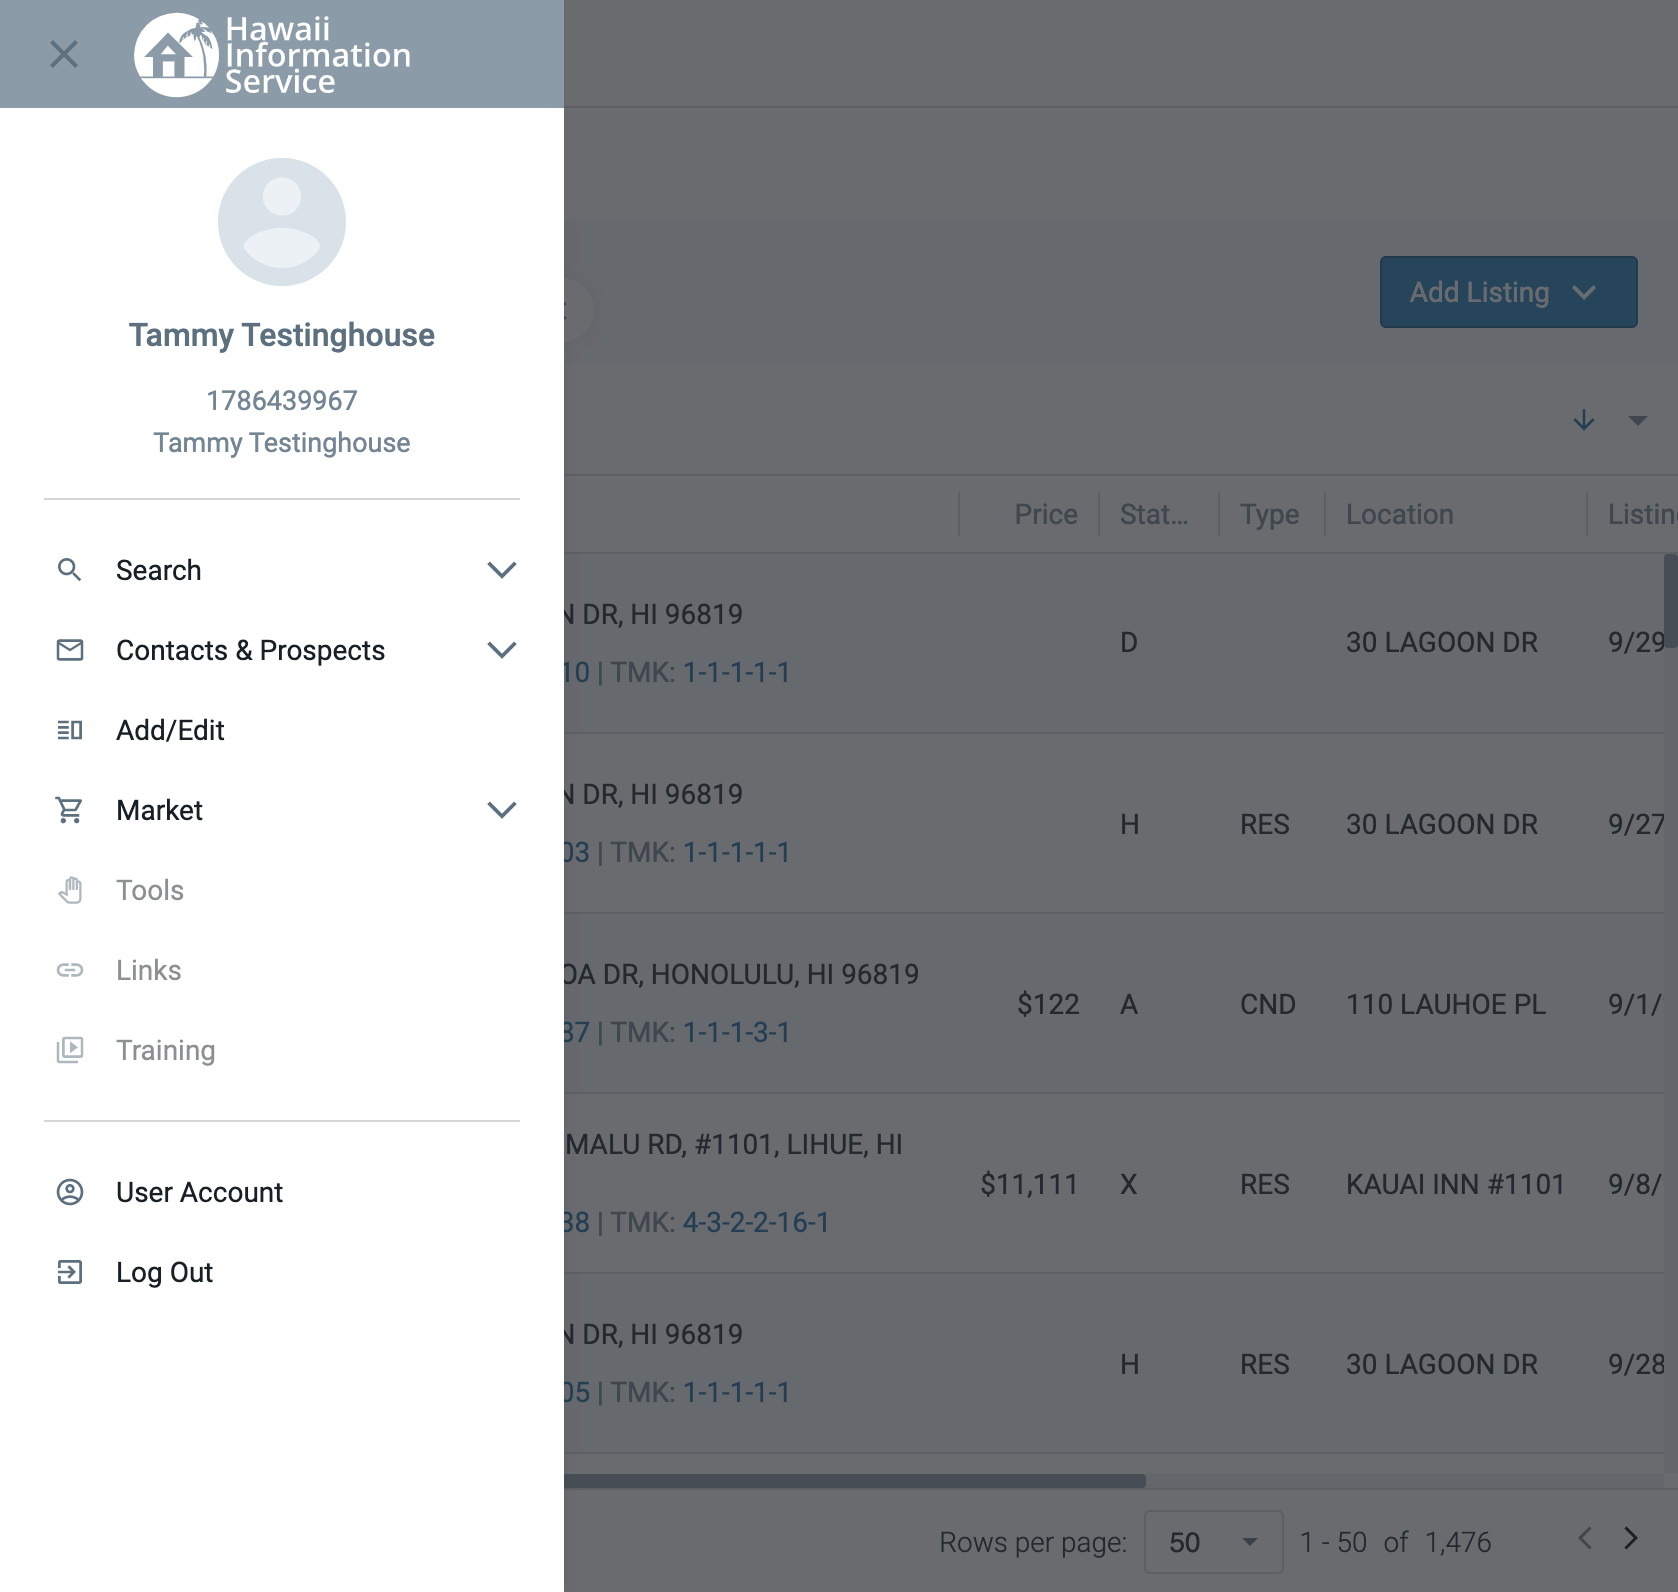 Hawaii
Information
Service
Tammy Testinghouse
1786439967
Tammy Testinghouse
Search
Contacts & Prospects
Add/Edit
Market
Tools
Links
Training
User Account
Log Out
Add Listing
Price Stat... Type Location
DR, HI 96819
10 | TMK: 1-1-1-1-1
D 30 LAGOON DR 9/29
DR, HI 96819
03 | TMK: 1-1-1-1-1
H RES 30 LAGOON DR 9/27
OA DR, HONOLULU, HI 96819
37 | TMK: 1-1-1-3-1
$122 A CND 110 LAUHOE PL 9/1/
MALU RD, #1101, LIHUE, HI
38 | TMK: 4-3-2-2-16-1
$11,111 X RES KAUAI INN #1101 9/8/
DR, HI 96819
05 | TMK: 1-1-1-1-1
H RES 30 LAGOON DR 9/28
Rows per page: 50 1 - 50 of 1,476